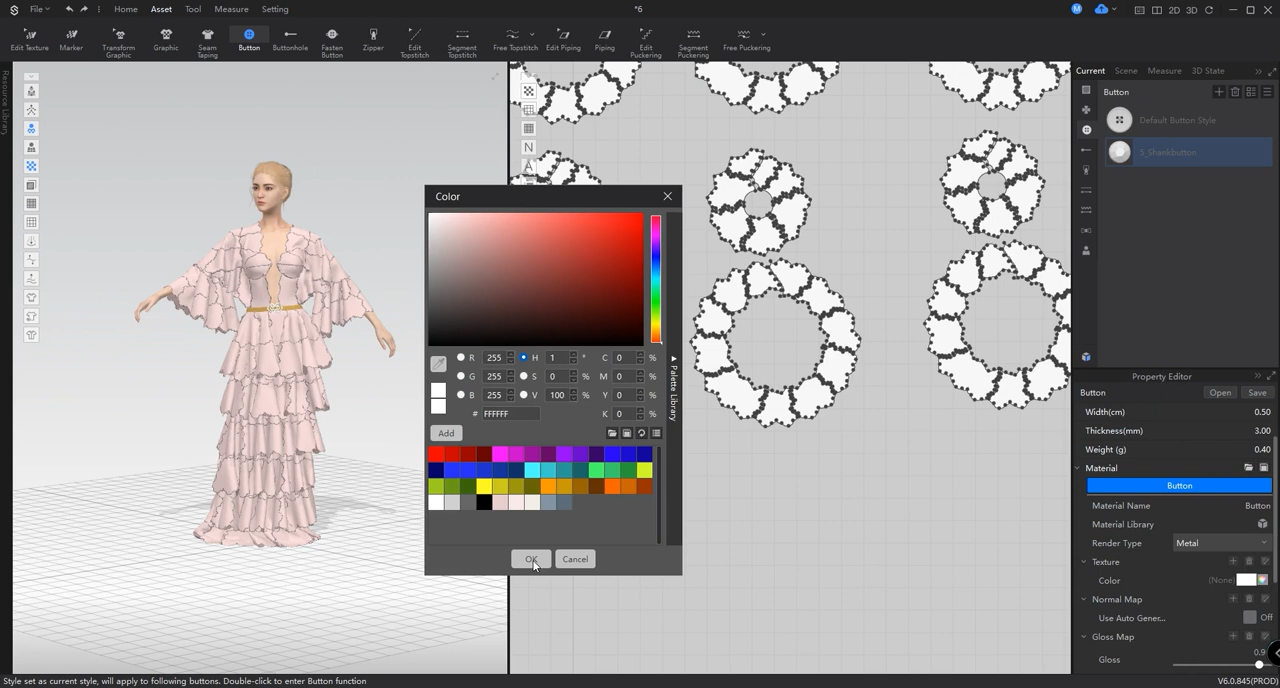 File
Home
Asset
Tool
Measure
Setting
*6
M
2D
3D
Edit Texture
Marker
Transform
Graphic
Graphic
Seam
Taping
Button
Buttonhole
Fasten
Button
Zipper
Edit
Topstitch
Segment
Topstitch
Free Topstitch
Edit Piping
Piping
Edit
Puckering
Segment
Puckering
Free Puckering
Resource Library
N
A
Color
R 255
H 1 °
C 0 %
G 255
S 0 %
M 0 %
B 255
V 100 %
Y 0 %
# FFFFFF
K 0 %
Add
Palette Library
OK
Cancel
Current
Scene
Measure
3D State
Button
Default Button Style
5_Shankbutton
Property Editor
Button
Open
Save
Width(cm) 0.50
Thickness(mm) 3.00
Weight (g) 0.40
Material
Button
Material Name Button
Material Library
Render Type Metal
Texture
Color (None)
Normal Map
Use Auto Gener... Off
Gloss Map
Gloss 0.9
Style set as current style, will apply to following buttons. Double-click to enter Button function
V6.0.845(PROD)